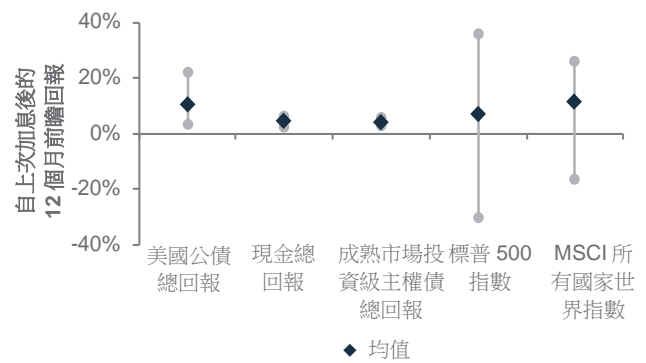 自上次加息後的
12 個月前瞻回報
40%
20%
0%
-20%
-40%
美國公債
總回報
現金總
回報
成熟市場投
資級主權債
總回報
標普 500
指數
MSCI 所
有國家世
界指數
均值